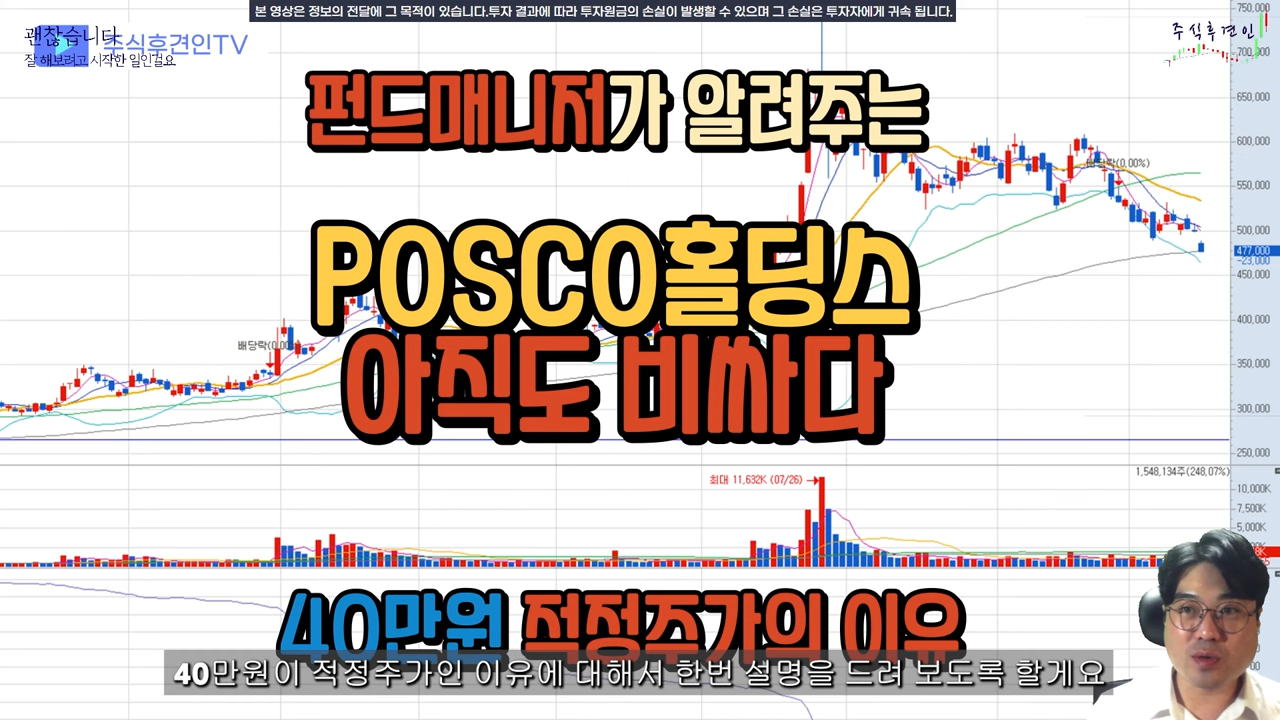 본 영상은 정보의 전달에 그 목적이 있습니다.투자 결과에 따라 투자원금의 손실이 발생할 수 있으며 그 손실은 투자자에게 귀속 됩니다.
괜찮습니다
주식후견인TV
잘 해보려고 시작한 일인걸요
주식후견인
펀드매니저가 알려주는
POSCO홀딩스
아직도 비싸다
배당락(0.00%)
배당락(0.00%)
750,000
700,000
650,000
600,000
550,000
500,000
477,000
-23,000
450,000
400,000
350,000
300,000
250,000
1,548,134주(248.07%)
최대 11,632K (07/26)
10,000K
7,500K
5,000K
40만원 적정주가의 이유
40만원이 적정주가인 이유에 대해서 한번 설명을 드려 보도록 할게요